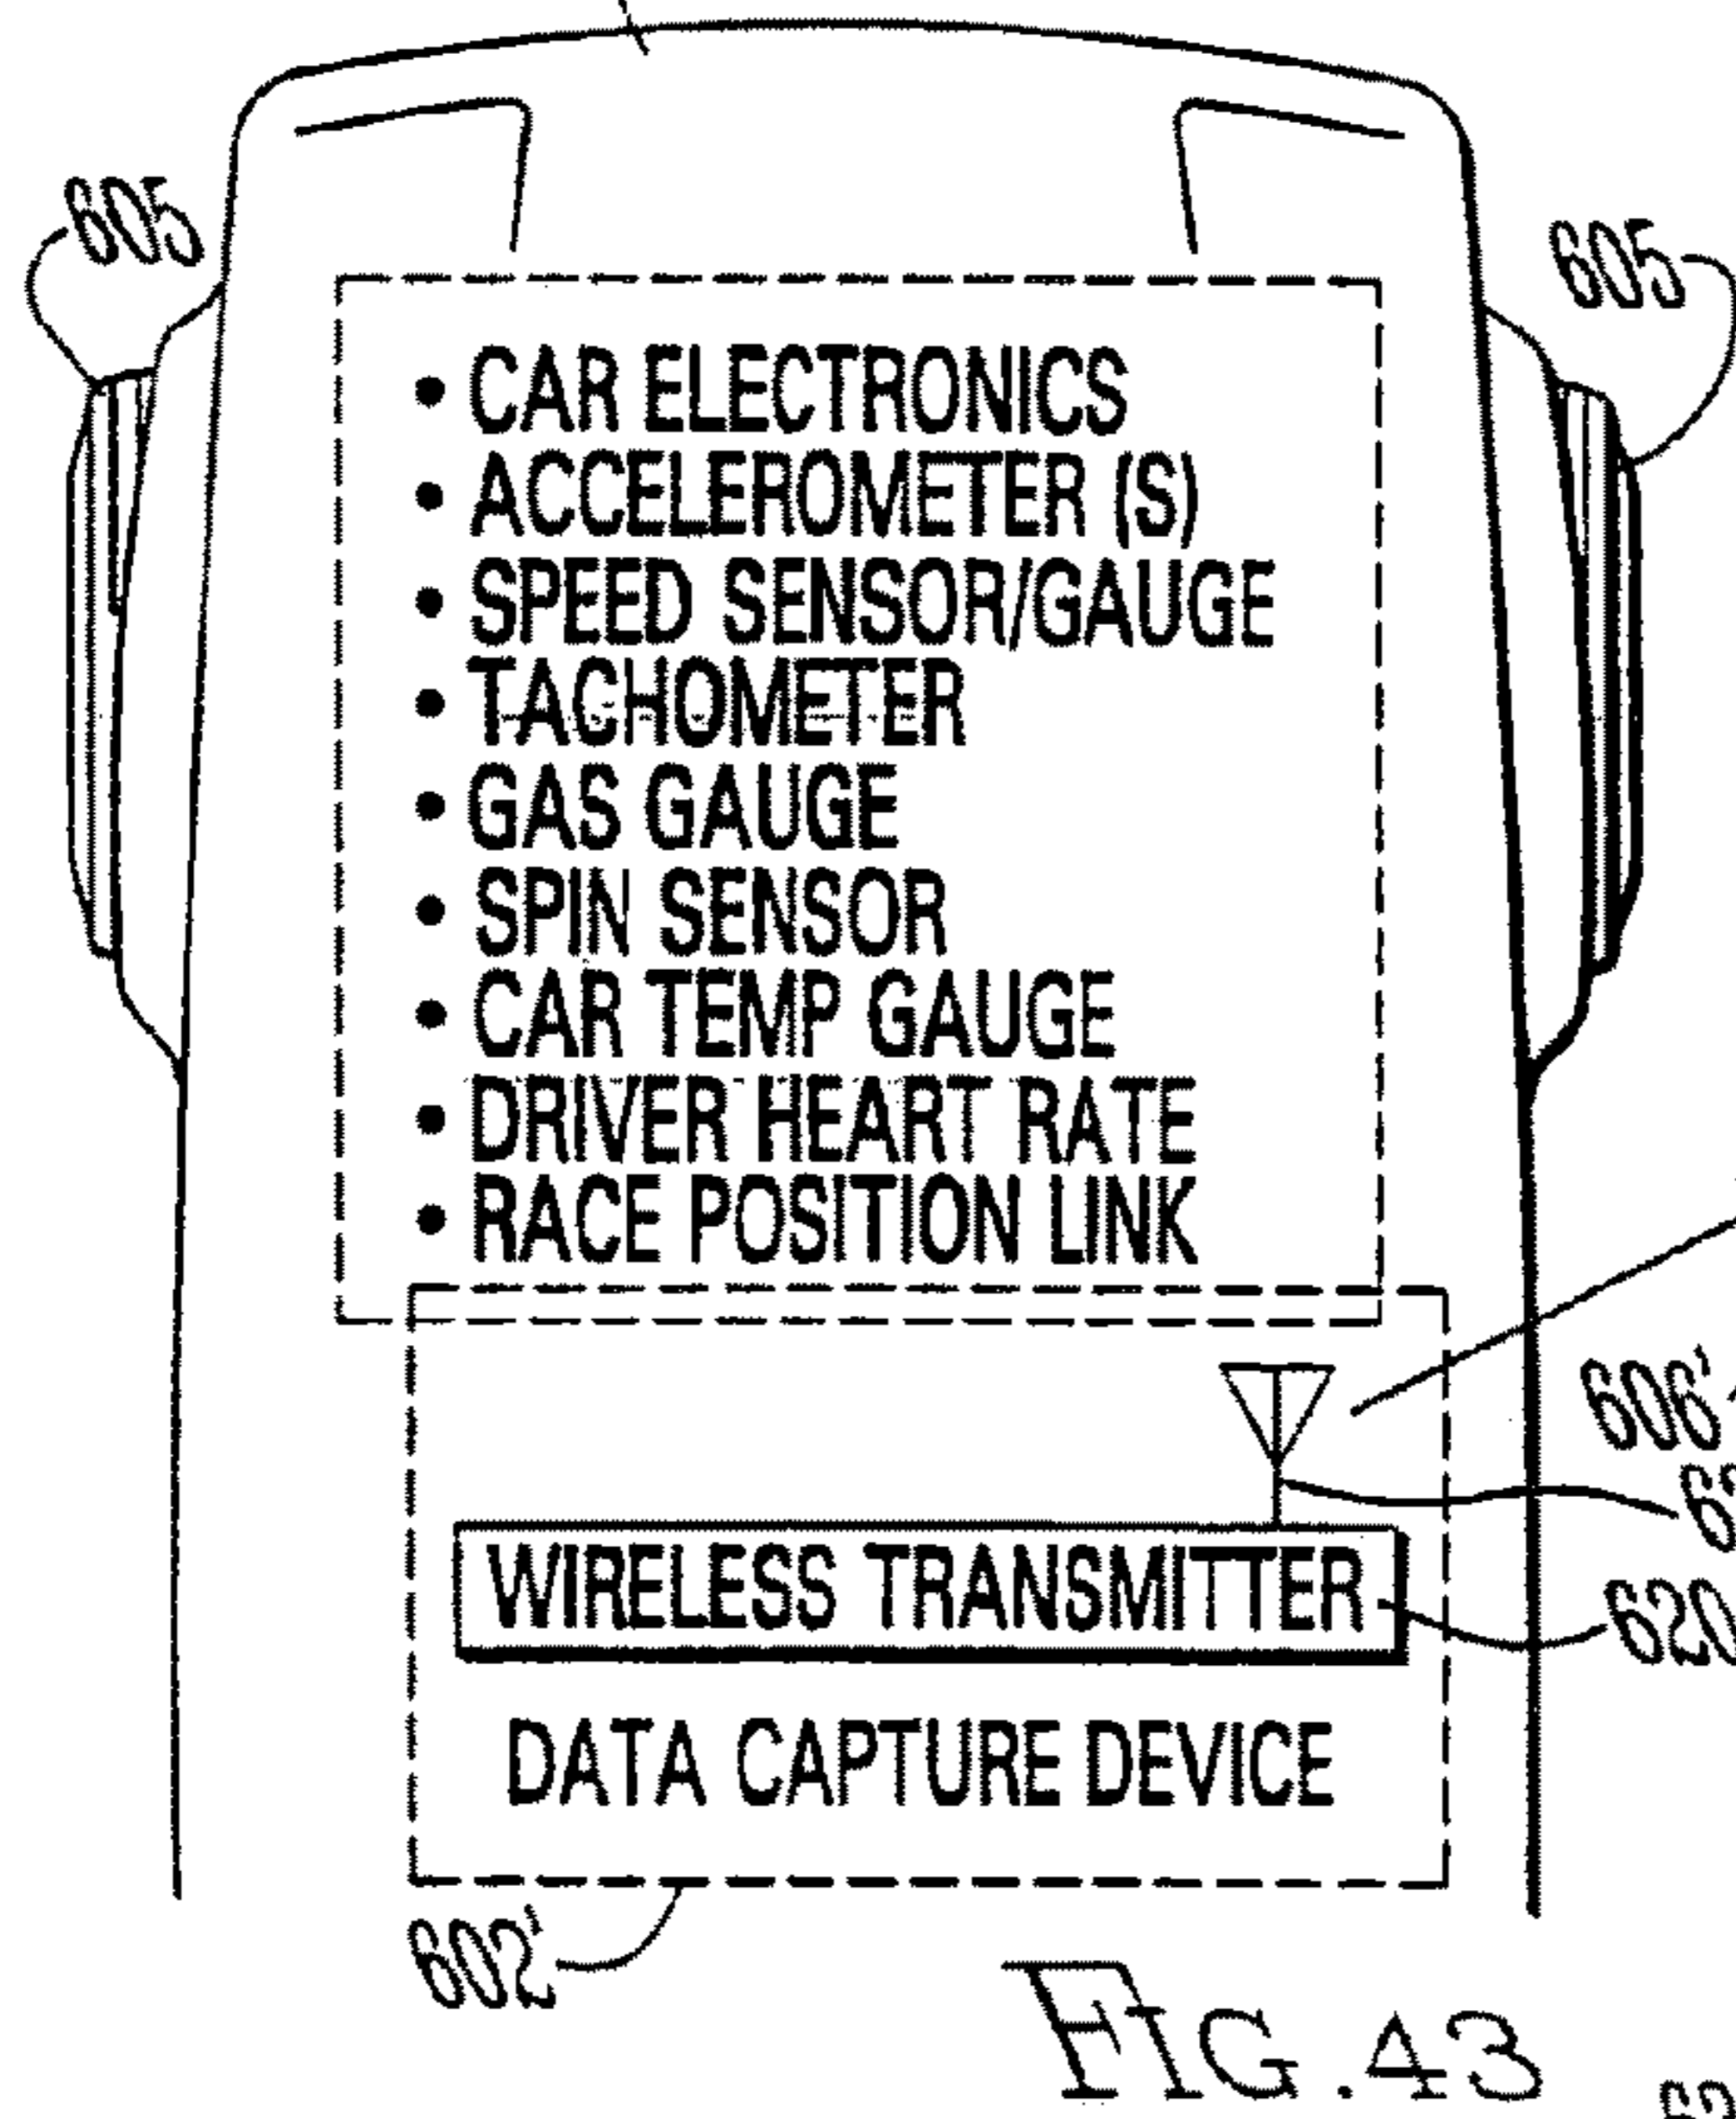 605
605
• CAR ELECTRONICS
• ACCELEROMETER (S)
• SPEED SENSOR/GAUGE
• TACHOMETER
• GAS GAUGE
• SPIN SENSOR
• CAR TEMP GAUGE
• DRIVER HEART RATE
• RACE POSITION LINK
606'
WIRELESS TRANSMITTER
620
DATA CAPTURE DEVICE
602'
FIG.43